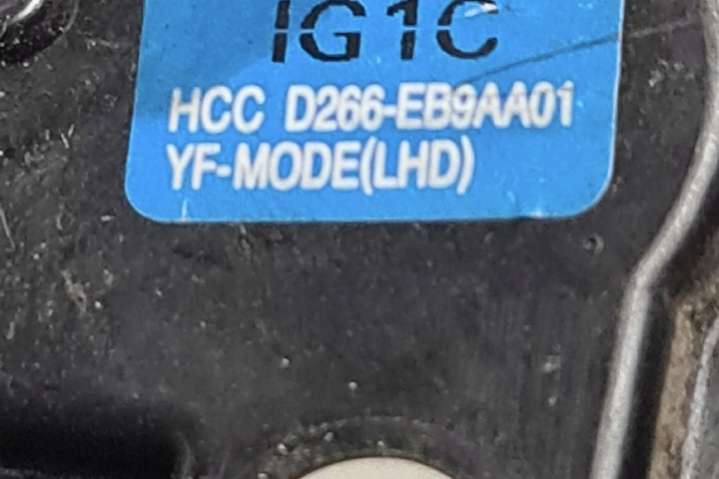 IG1C
HCC D266-EB9AA01
YF-MODE(LHD)